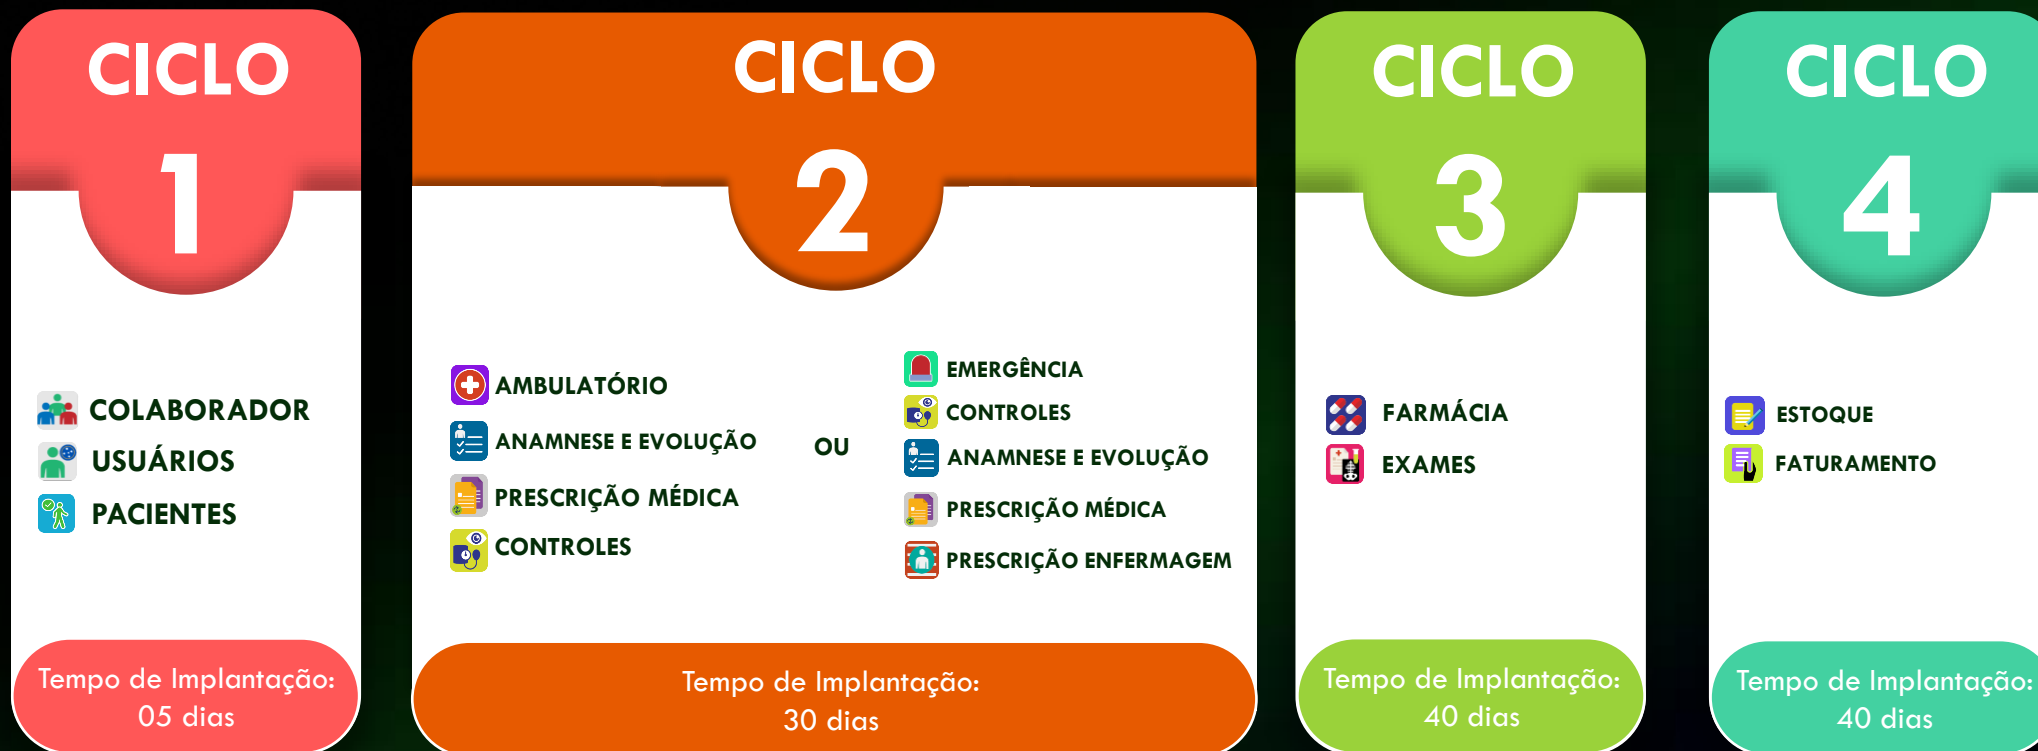 CICLO
1
COLABORADOR
USUÁRIOS
PACIENTES
Tempo de Implantação:
05 dias
CICLO
2
AMBULATÓRIO
ANAMNESE E EVOLUÇÃO
PRESCRIÇÃO MÉDICA
CONTROLES
OU
EMERGÊNCIA
CONTROLES
ANAMNESE E EVOLUÇÃO
PRESCRIÇÃO MÉDICA
PRESCRIÇÃO ENFERMAGEM
Tempo de Implantação:
30 dias
CICLO
3
FARMÁCIA
EXAMES
Tempo de Implantação:
40 dias
CICLO
4
ESTOQUE
FATURAMENTO
Tempo de Implantação:
40 dias